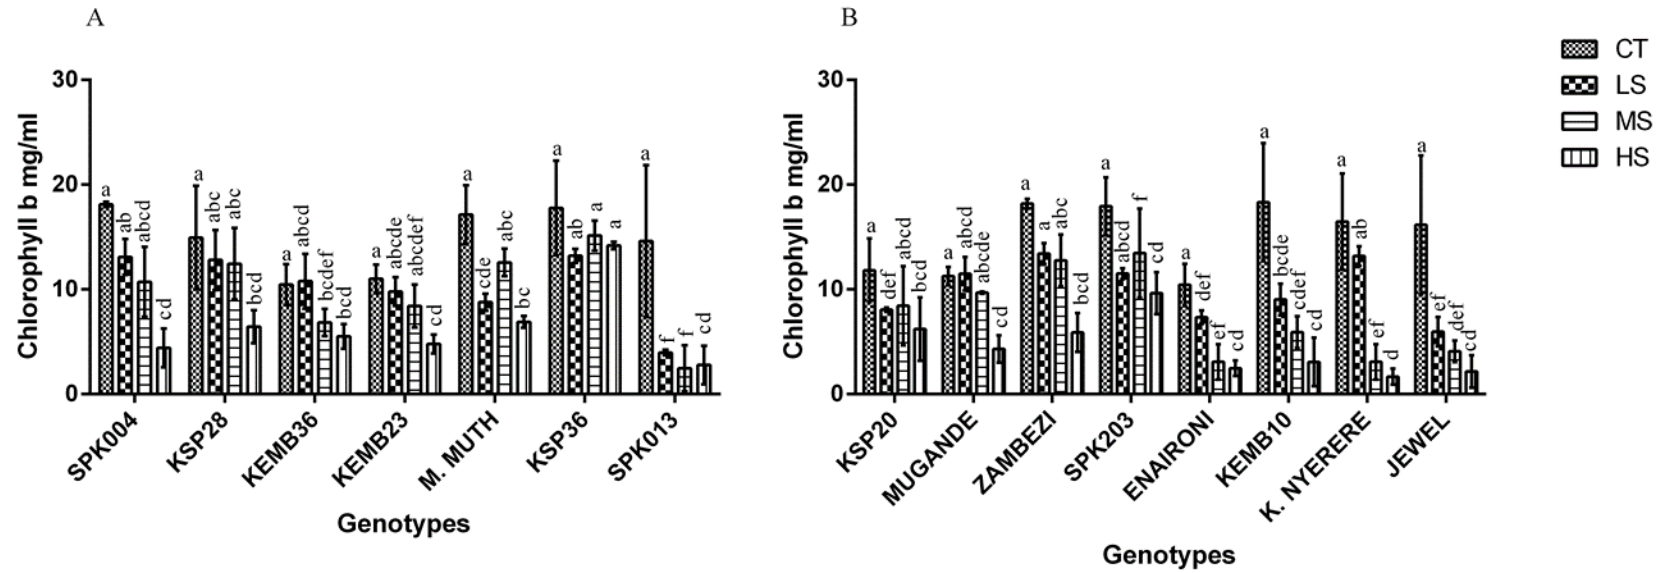 A
Chlorophyll b mg/ml
30
20
10
0
a ab abcd cd
a abc abc bcd
a abcd bcdef bcd
a abcde abcdef cd
a cde abc bc
a ab a a
a f f cd
SPK004
KSP28
KEMB36
KEMB23
M. MUTH
KSP36
SPK013
Genotypes
B
Chlorophyll b mg/ml
30
20
10
0
a def abcd bcd
a abcd abcde cd
a a abc bcd
a abcd f cd
a def ef cd
a bcde cdef cd
a ab ef d
a ef def cd
KSP20
MUGANDE
ZAMBEZI
SPK203
ENAIRONI
KEMB10
K. NYERERE
JEWEL
Genotypes
CT
LS
MS
HS